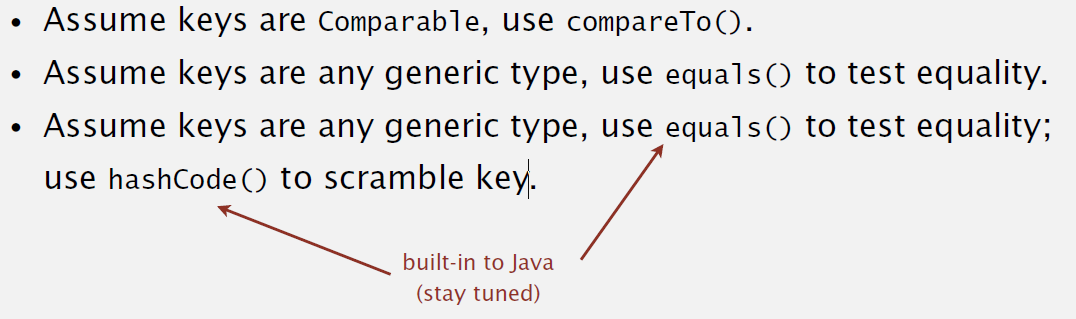 • Assume keys are Comparable, use compareTo().
• Assume keys are any generic type, use equals() to test equality.
• Assume keys are any generic type, use equals() to test equality;
use hashCode() to scramble key.
built-in to Java
(stay tuned)